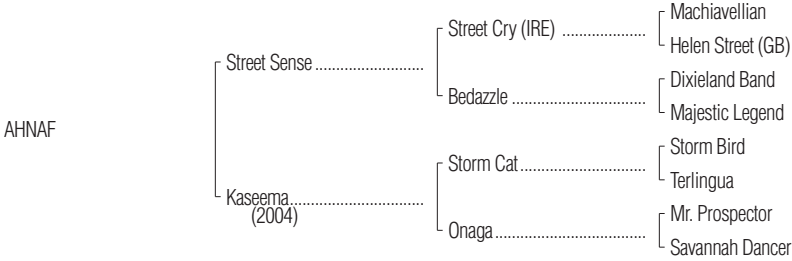 Machiavellian
Street Cry (IRE) ....................
Helen Street (GB)
Street Sense ..........................
Dixieland Band
Bedazzle ................................
Majestic Legend
AHNAF
Storm Bird
Storm Cat ..............................
Terlingua
Kaseema ................................
(2004)
Mr. Prospector
Onaga ....................................
Savannah Dancer